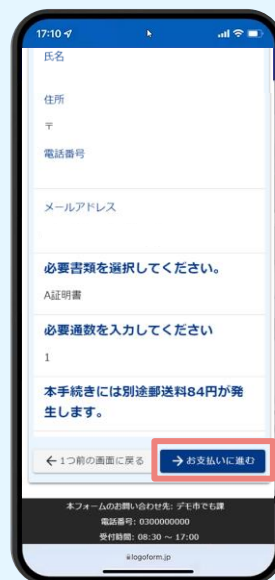 17:10
氏名
住所
〒
電話番号
メールアドレス
必要書類を選択してください。
A証明書
必要通数を入力してください
1
本手続きには別途郵送料84円が発
生します。
←1つ前の画面に戻る
→お支払いに進む
本フォームのお問い合わせ先: デモ市でも課
電話番号: 0300000000
受付時間: 08:30 ～ 17:00
logoform.jp